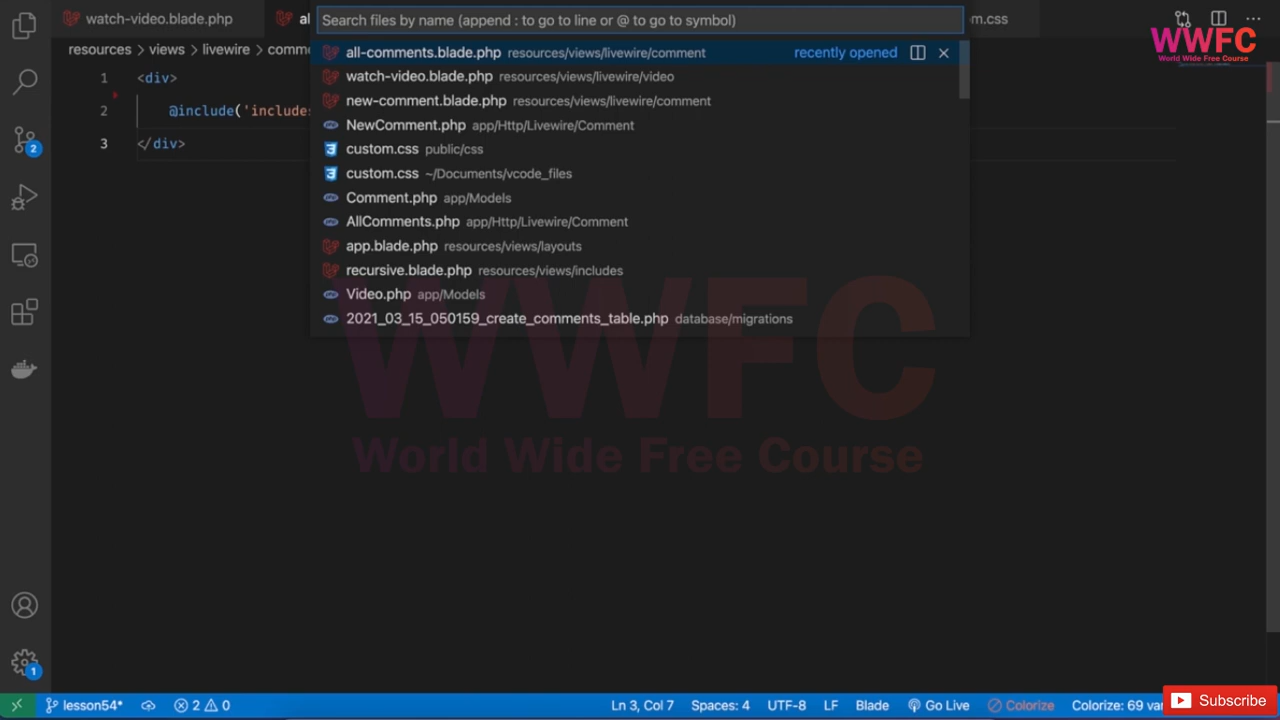 watch-video.blade.php
al
Search files by name (append : to go to line or @ to go to symbol)
m.css
WWFC
World Wide Free Course
resources > views > livewire > comm
all-comments.blade.php resources/views/livewire/comment recently opened
watch-video.blade.php resources/views/livewire/video
new-comment.blade.php resources/views/livewire/comment
NewComment.php app/Http/Livewire/Comment
custom.css public/css
custom.css ~/Documents/vcode_files
Comment.php app/Models
AllComments.php app/Http/Livewire/Comment
app.blade.php resources/views/layouts
recursive.blade.php resources/views/includes
Video.php app/Models
2021_03_15_050159_create_comments_table.php database/migrations
1 <div>
2 @include('includes
3 </div>
2
WWFC
World Wide Free Course
1
lesson54* 2 0 Ln 3, Col 7 Spaces: 4 UTF-8 LF Blade Go Live Colorize Colorize: 69 var
Subscribe